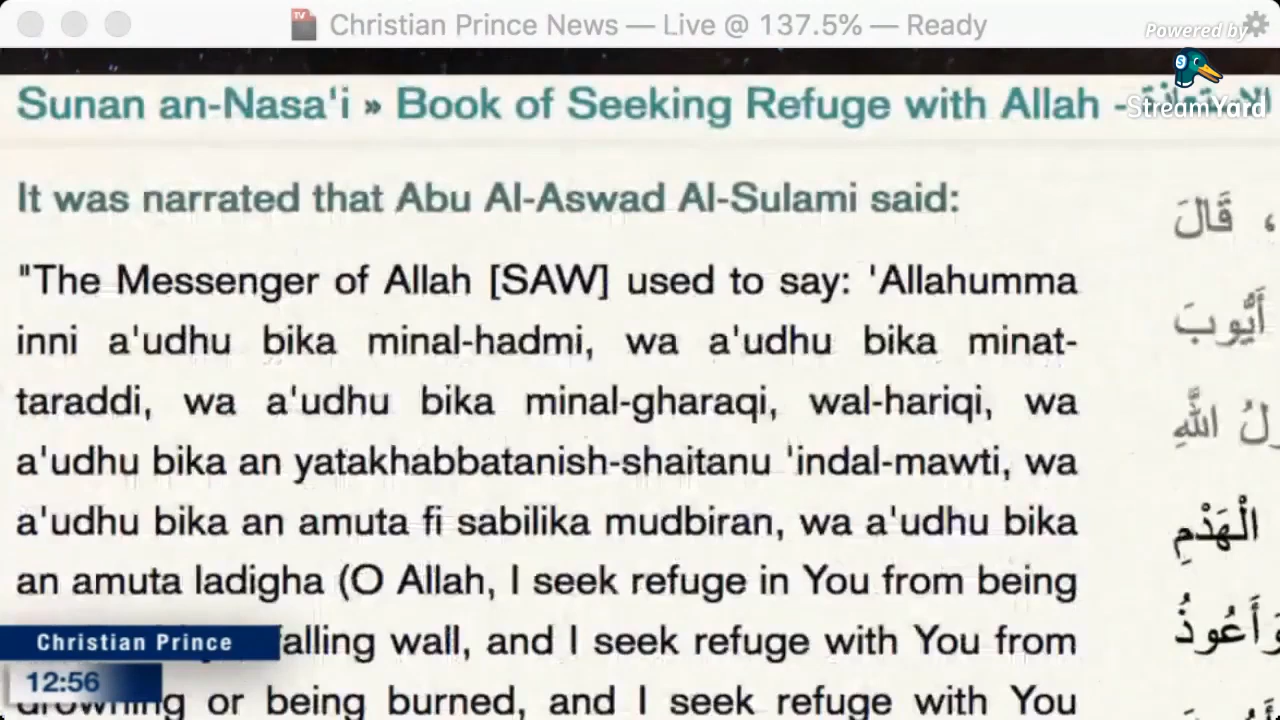 Christian Prince News — Live @ 137.5% — Ready
Powered by
StreamYard
Sunan an-Nasa'i » Book of Seeking Refuge with Allah -
It was narrated that Abu Al-Aswad Al-Sulami said:
، قَالَ
"The Messenger of Allah [SAW] used to say: 'Allahumma
inni a'udhu bika minal-hadmi, wa a'udhu bika minat-
أَيُّوبَ
taraddi, wa a'udhu bika minal-gharaqi, wal-hariqi, wa
اللَّهِ
a'udhu bika an yatakhabbatanish-shaitanu 'indal-mawti, wa
a'udhu bika an amuta fi sabilika mudbiran, wa a'udhu bika
الْهَدْمِ
an amuta ladigha (O Allah, I seek refuge in You from being
falling wall, and I seek refuge with You from
وَأَعُوذُ
drowning or being burned, and I seek refuge with You
Christian Prince
12:56